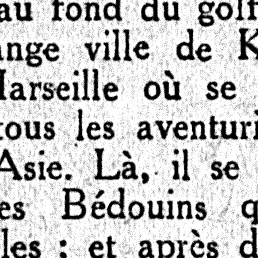 au fond du golf
ange ville de K
Marseille où se
tous les aventuri
Asie. Là, il se
es Bédouins q
les ; et après d